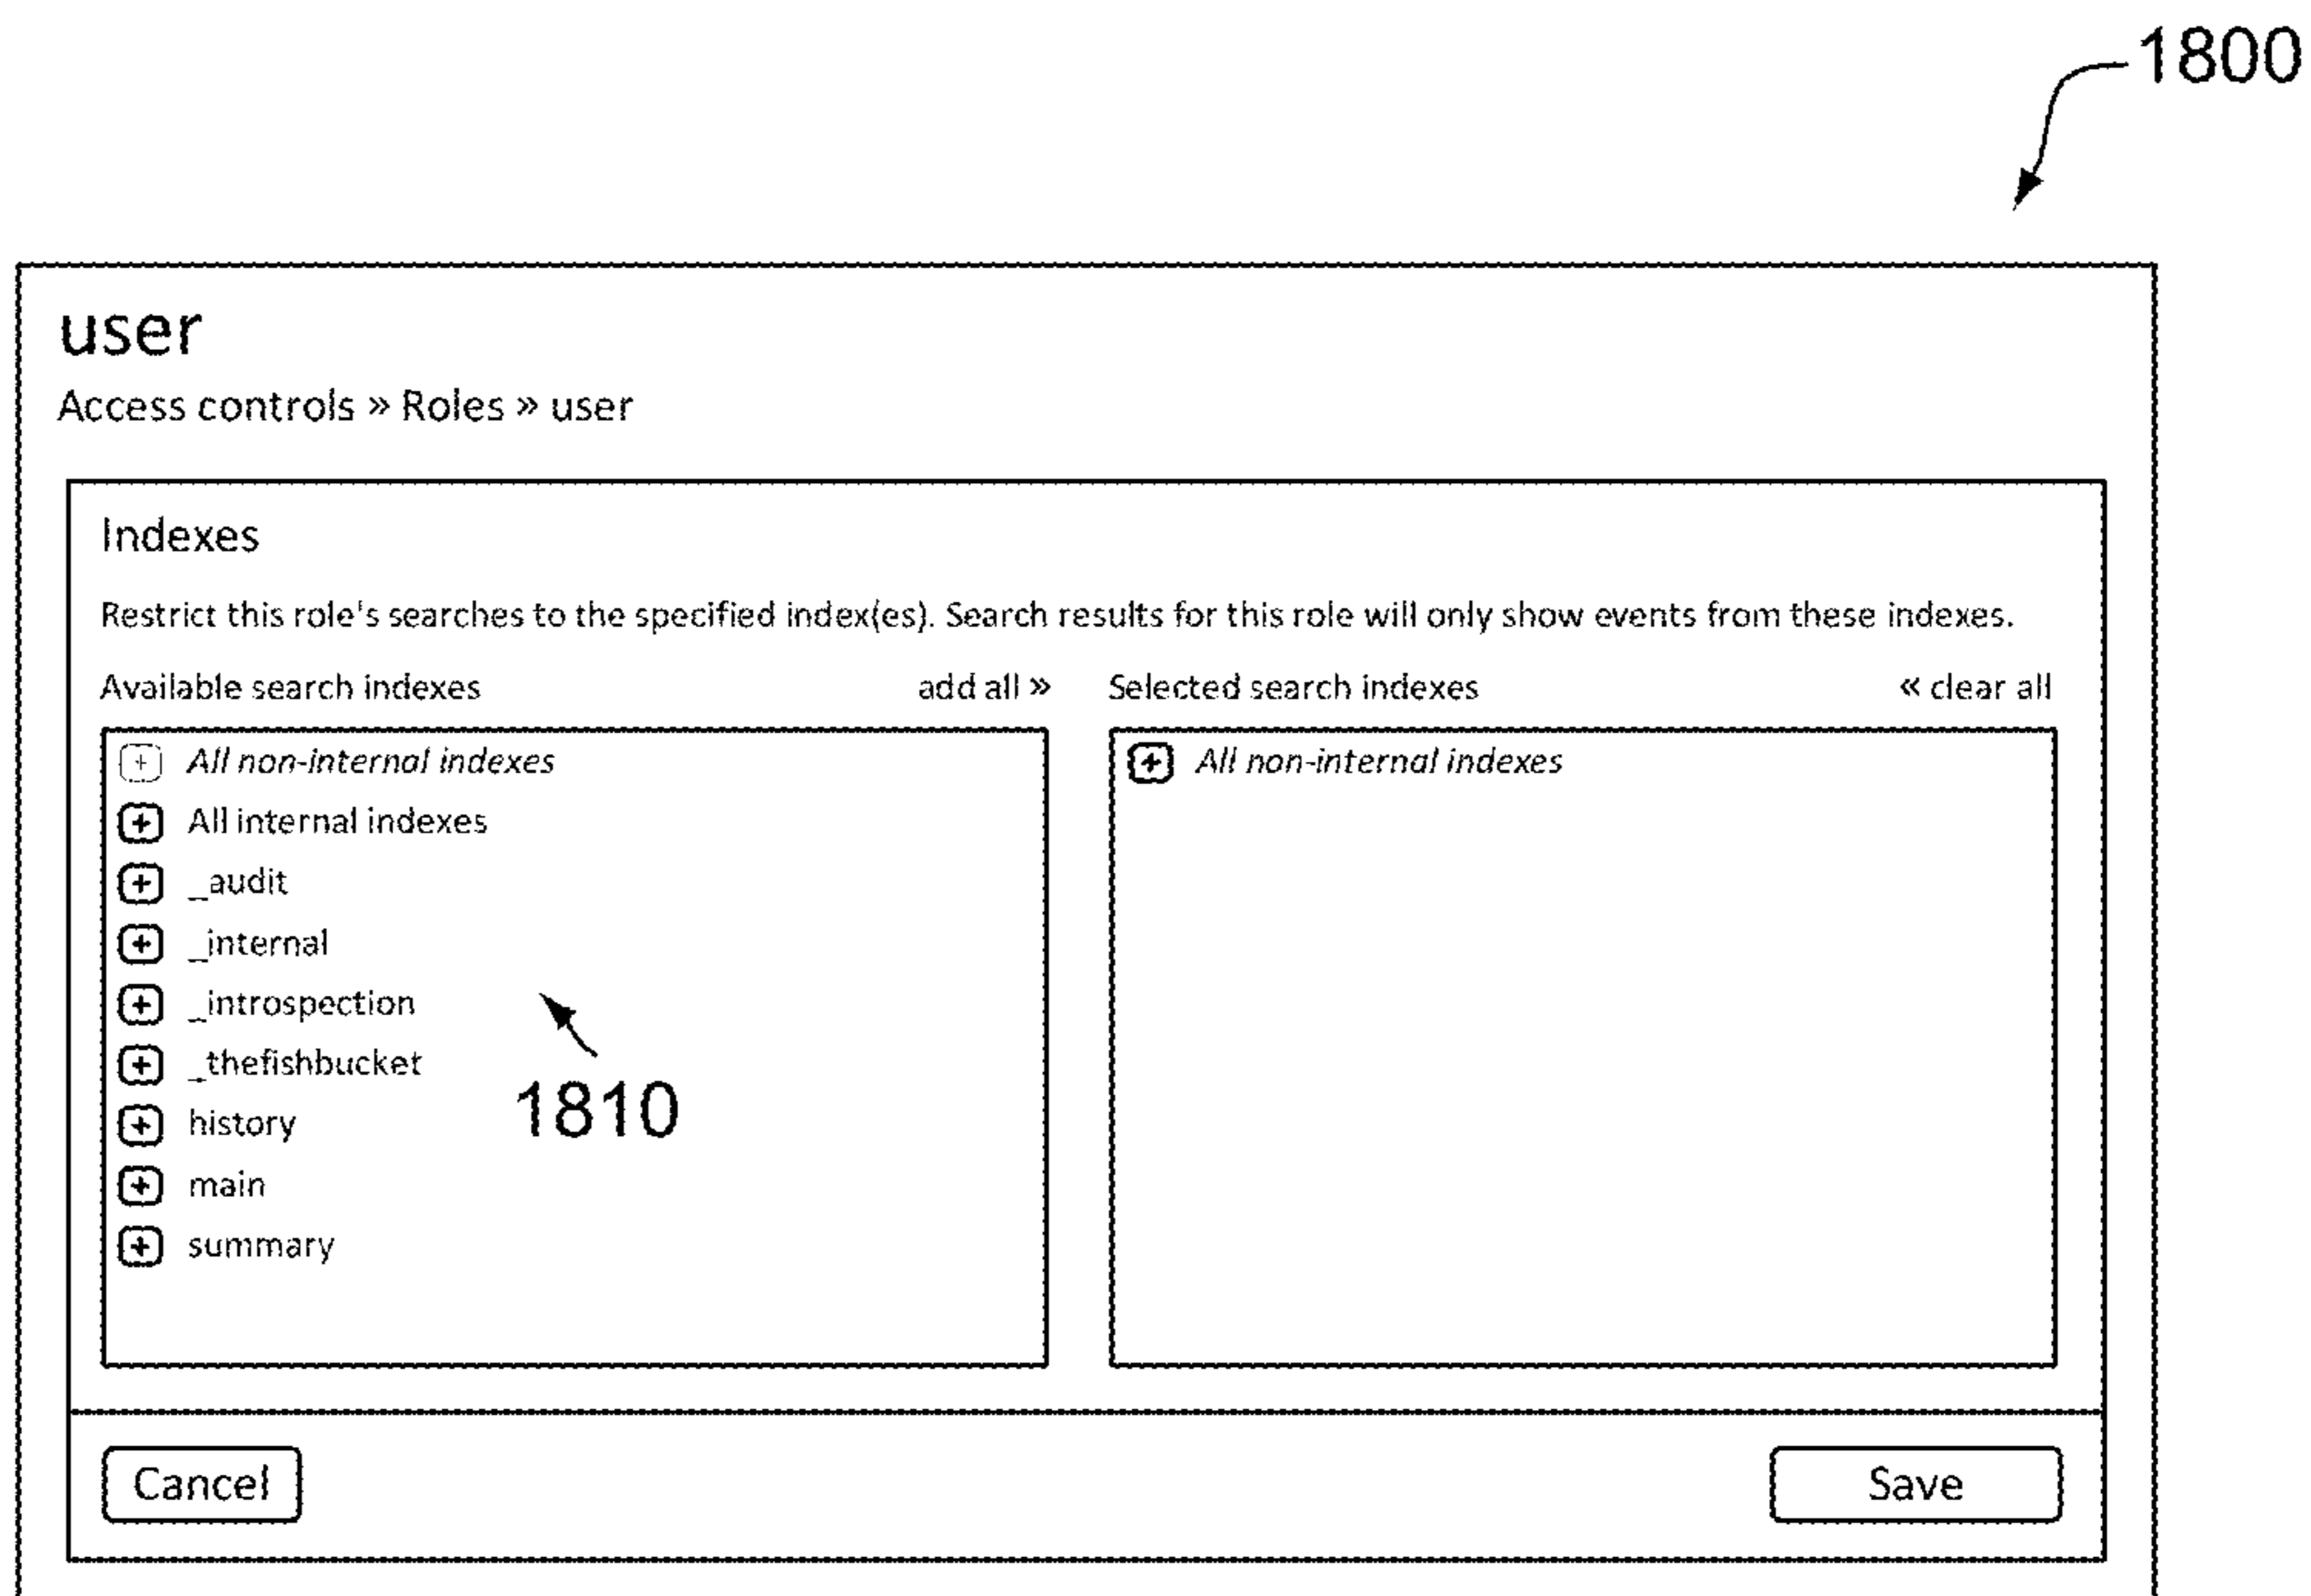 1800
user
Access controls » Roles » user
Indexes
Restrict this role's searches to the specified index(es). Search results for this role will only show events from these indexes.
Available search indexes add all » Selected search indexes « clear all
All non-internal indexes
All internal indexes
_audit
_internal
_introspection
_thefishbucket
history
main
summary
1810
All non-internal indexes
Cancel Save